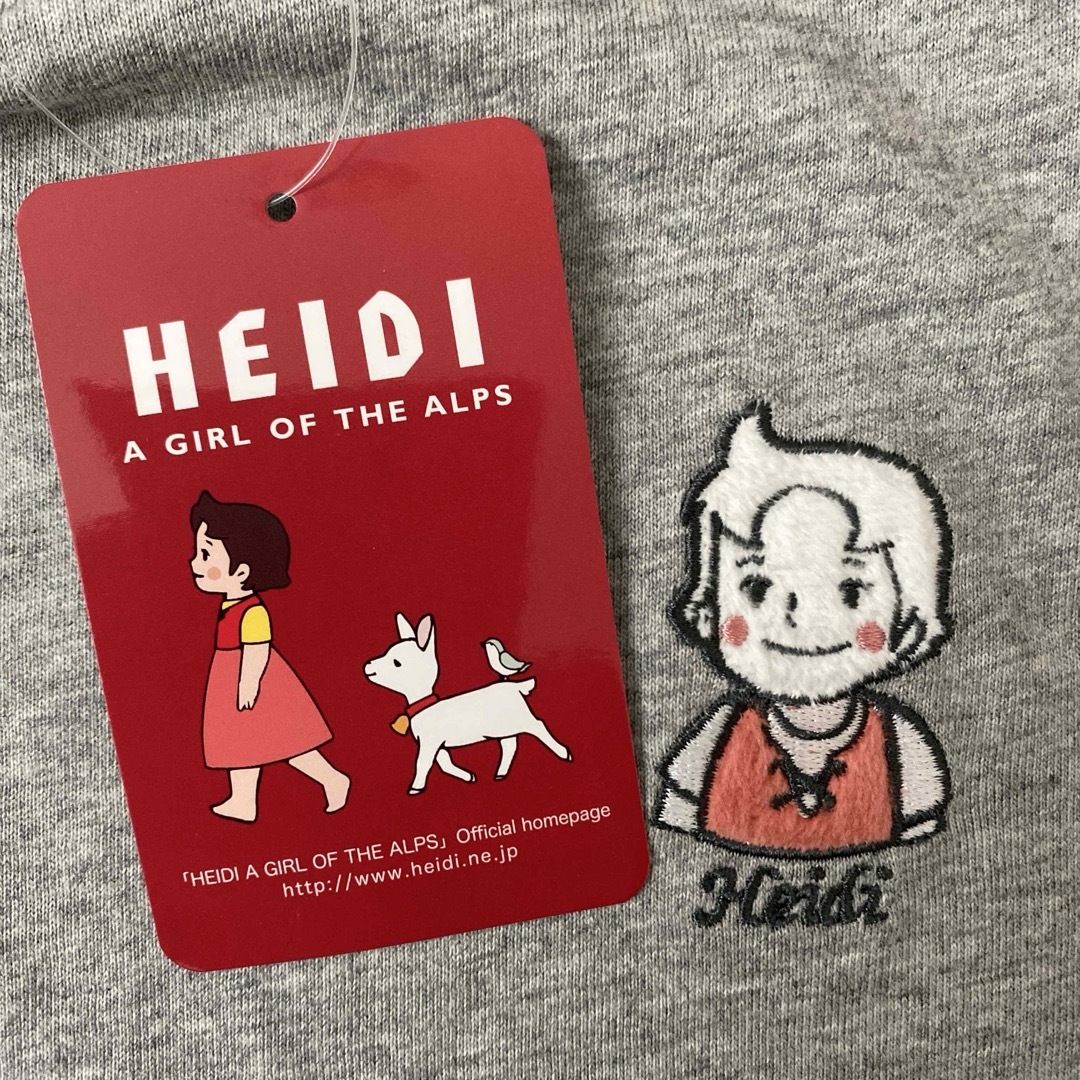 HEIDI
A GIRL OF THE ALPS
｢HEIDI A GIRL OF THE ALPS｣ Official homepage
http://www.heidi.ne.jp
Heidi